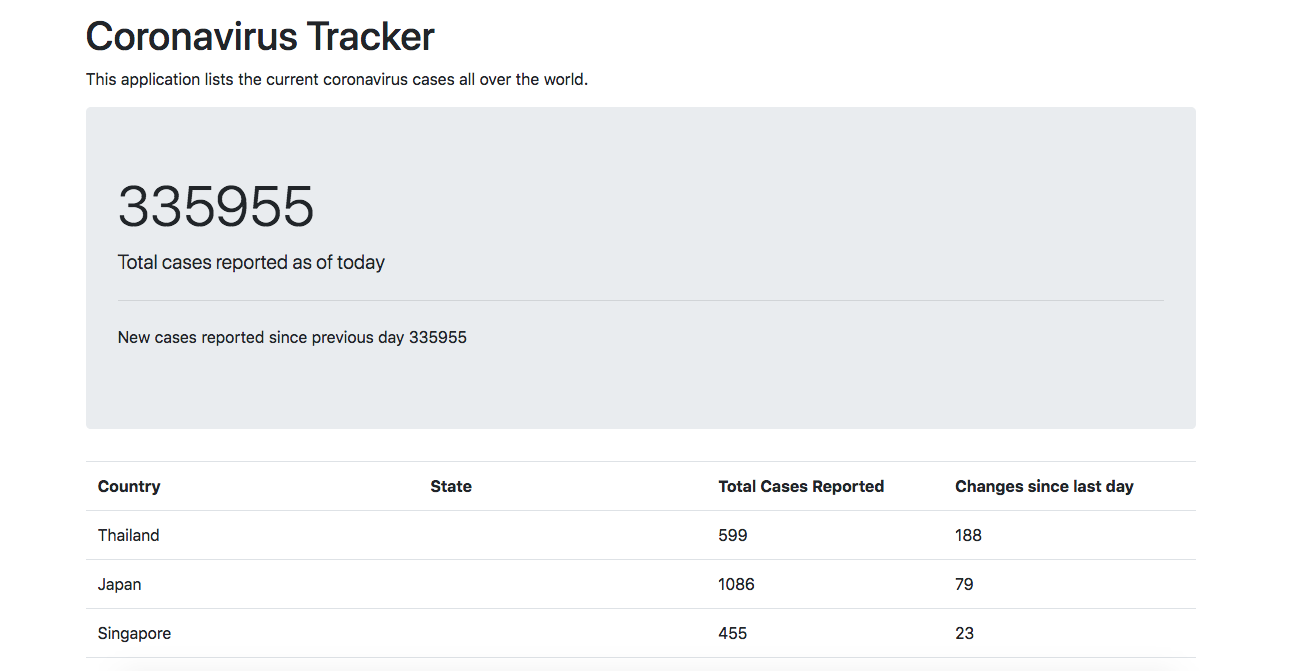 Coronavirus Tracker
This application lists the current coronavirus cases all over the world.
335955
Total cases reported as of today
New cases reported since previous day 335955
Country State Total Cases Reported Changes since last day
Thailand 599 188
Japan 1086 79
Singapore 455 23